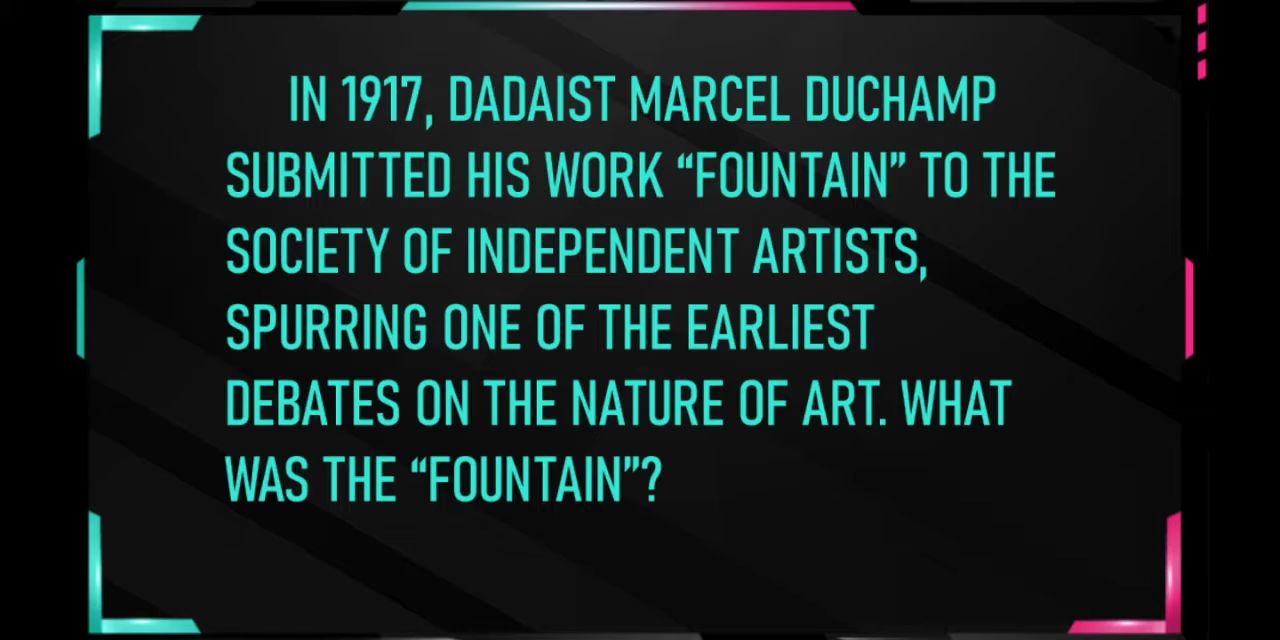 IN 1917, DADAIST MARCEL DUCHAMP
SUBMITTED HIS WORK “FOUNTAIN” TO THE
SOCIETY OF INDEPENDENT ARTISTS,
SPURRING ONE OF THE EARLIEST
DEBATES ON THE NATURE OF ART. WHAT
WAS THE “FOUNTAIN”?